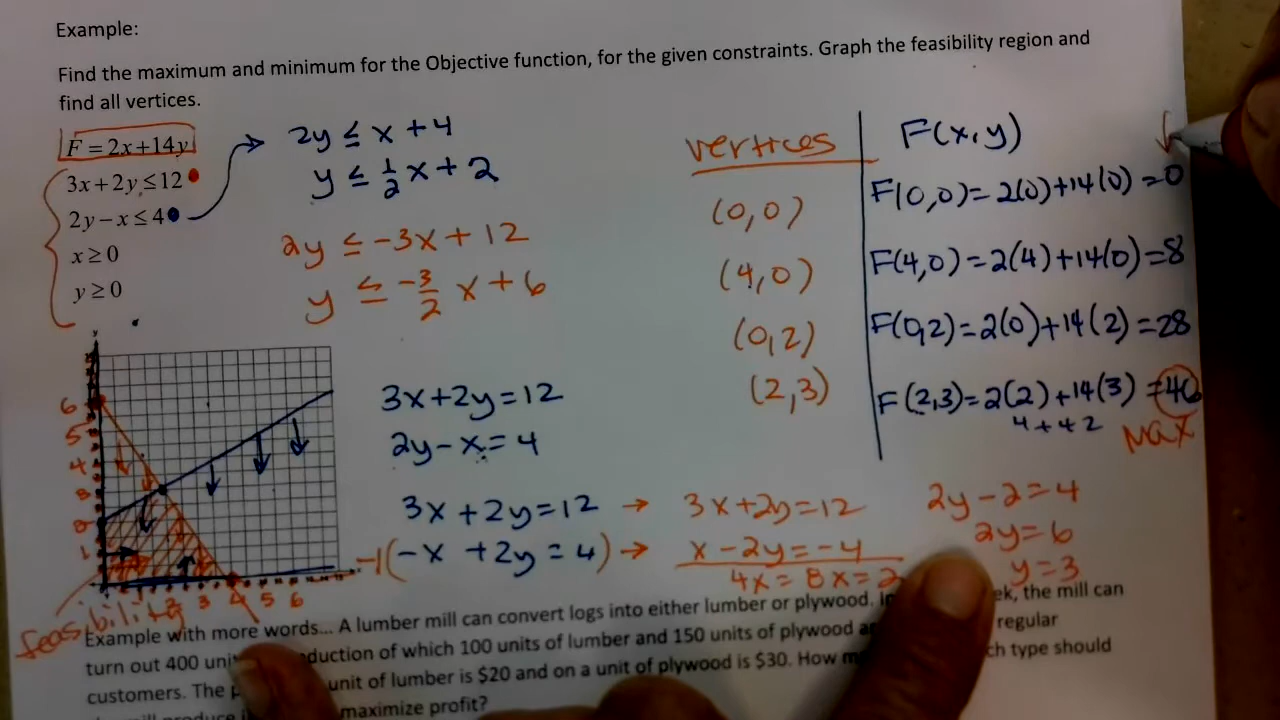 Example:
Find the maximum and minimum for the Objective function, for the given constraints. Graph the feasibility region and
find all vertices.
F = 2x+14y
3x+2y≤12
2y−x≤4
x≥0
y≥0
2y ≤ x + 4
y ≤ 1/2 x + 2
2y ≤ -3x + 12
y ≤ -3/2 x + 6
vertices
(0,0)
(4,0)
(0,2)
(2,3)
F(x,y)
F(0,0)=2(0)+14(0)=0
F(4,0)=2(4)+14(0)=8
F(0,2)=2(0)+14(2)=28
F(2,3)=2(2)+14(3)=46
4+42
Max
y
6
5
4
3
2
1
2 3 4 5 6
feasibility
3x+2y=12
2y-x=4
3x+2y=12 → 3x+2y=12
-1(-x +2y=4) → x-2y=-4
4x=8 x=2
2y-2=4
2y=6
y=3
Example with more words... A lumber mill can convert logs into either lumber or plywood. ek, the mill can
turn out 400 uni duction of which 100 units of lumber and 150 units of plywood a regular
customers. The p unit of lumber is $20 and on a unit of plywood is $30. How m ch type should
maximize profit?